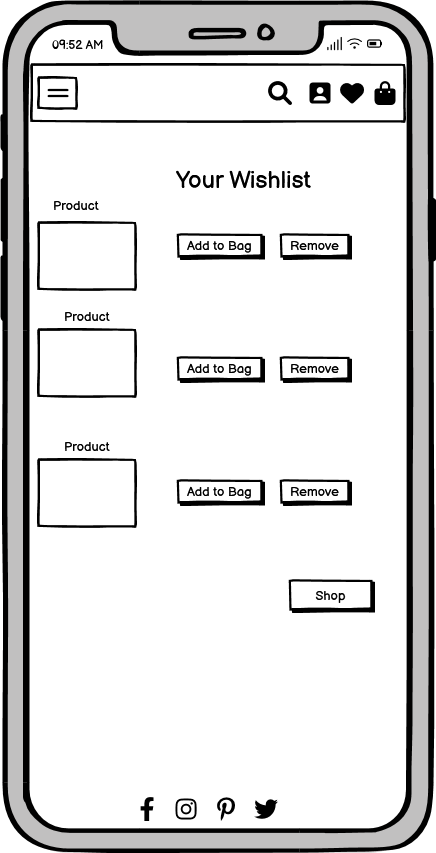 09:52 AM
Your Wishlist
Product
Add to Bag
Remove
Product
Add to Bag
Remove
Product
Add to Bag
Remove
Shop